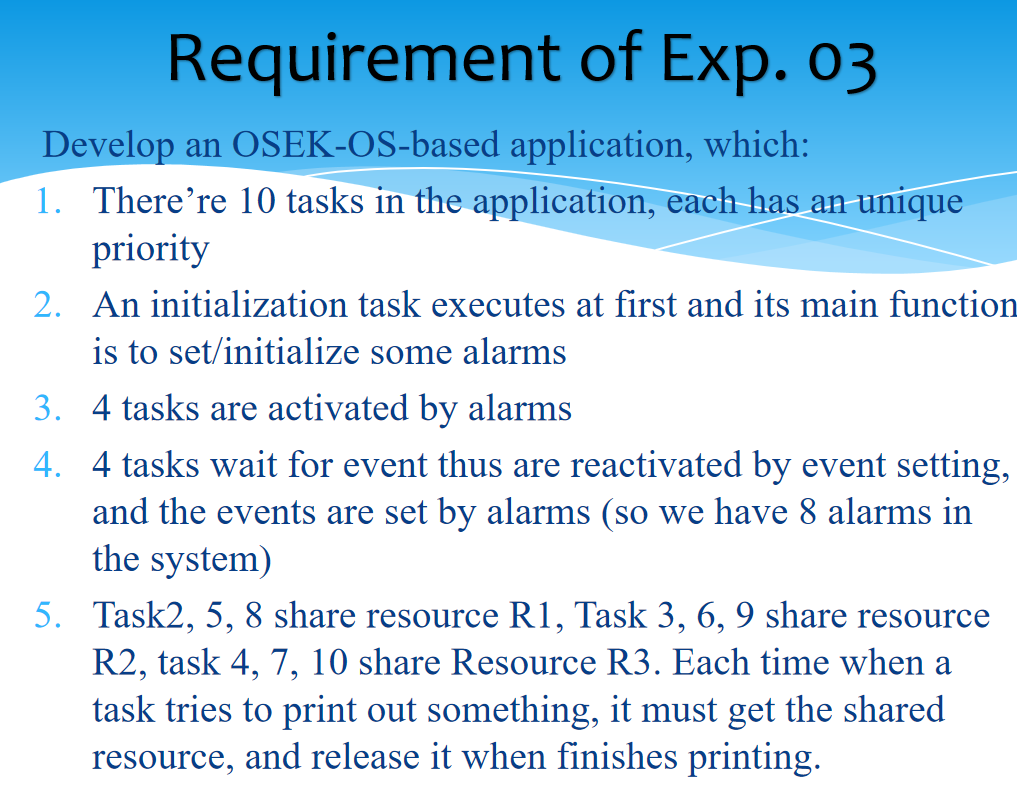 Requirement of Exp. 03
Develop an OSEK-OS-based application, which:
1. There’re 10 tasks in the application, each has an unique
priority
2. An initialization task executes at first and its main function
is to set/initialize some alarms
3. 4 tasks are activated by alarms
4. 4 tasks wait for event thus are reactivated by event setting,
and the events are set by alarms (so we have 8 alarms in
the system)
5. Task2, 5, 8 share resource R1, Task 3, 6, 9 share resource
R2, task 4, 7, 10 share Resource R3. Each time when a
task tries to print out something, it must get the shared
resource, and release it when finishes printing.